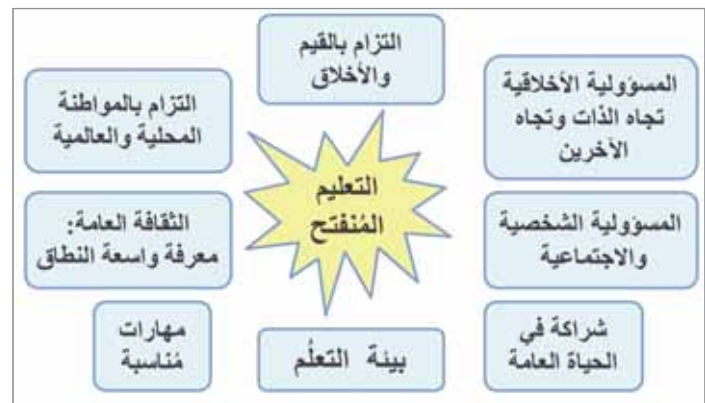 التزام بالقيم
والأخلاق
المسؤولية الأخلاقية
تجاه الذات وتجاه
الآخرين
التزام بالمواطنة
المحلية والعالمية
التعليم
المُنفتح
المسؤولية الشخصية
والاجتماعية
الثقافة العامة:
معرفة واسعة النطاق
شراكة في
الحياة العامة
بيئة التعلُم
مهارات
مُناسبة